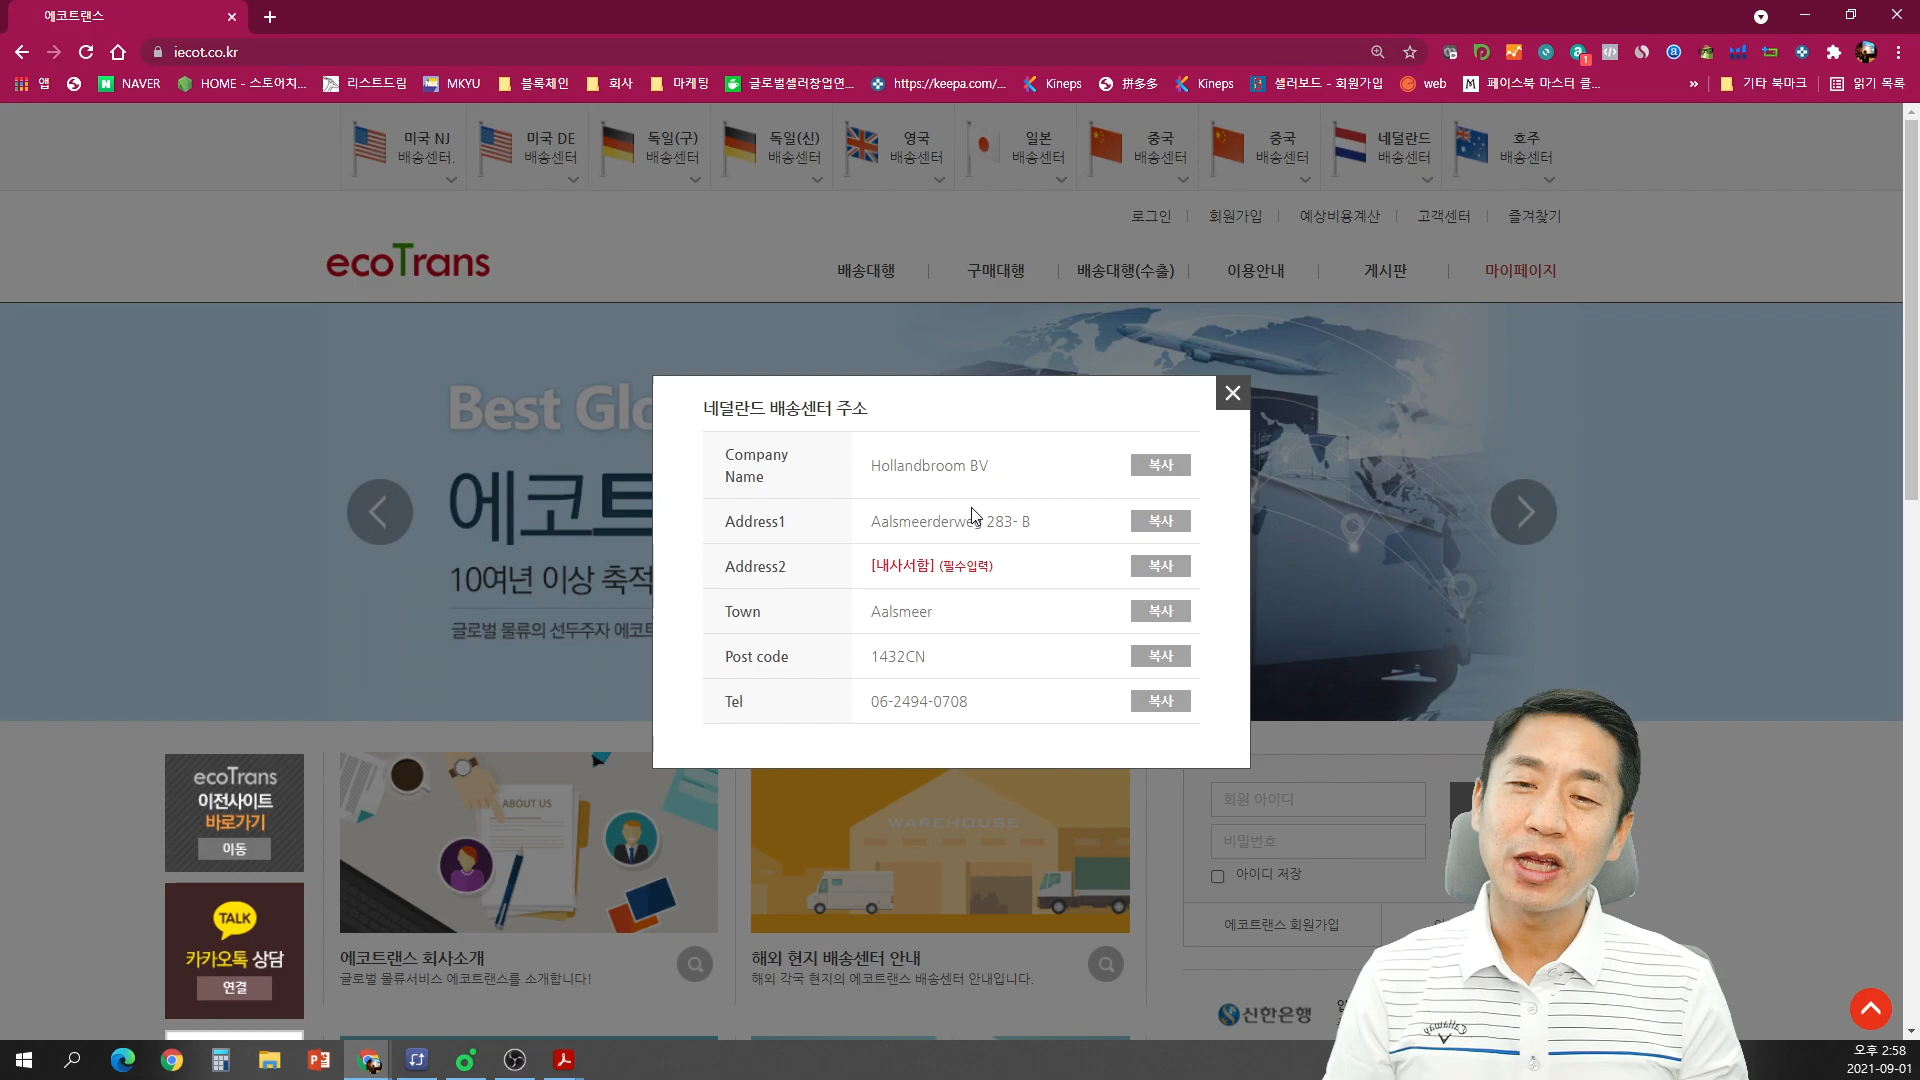 에코트랜스
iecot.co.kr
앱
NAVER
HOME - 스토어치...
리스트드림
MKYU
블록체인
회사
마케팅
글로벌셀러창업연...
https://keepa.com/...
Kineps
拼多多
Kineps
셀러보드 - 회원가입
web
페이스북 마스터 클...
»
기타 북마크
읽기 목록
미국 NJ
배송센터.
미국 DE
배송센터
독일(구)
배송센터
독일(신)
배송센터
영국
배송센터
일본
배송센터
중국
배송센터
중국
배송센터
네덜란드
배송센터
호주
배송센터
로그인
회원가입
예상비용계산
고객센터
즐겨찾기
ecoTrans
배송대행
구매대행
배송대행(수출)
이용안내
게시판
마이페이지
Best Glo
에코트
10여년 이상 축적
글로벌 물류의 선두주자 에코트
네덜란드 배송센터 주소
Company
Name
Hollandbroom BV
복사
Address1
Aalsmeerderweg 283- B
복사
Address2
[내사서함] (필수입력)
복사
Town
Aalsmeer
복사
Post code
1432CN
복사
Tel
06-2494-0708
복사
ecoTrans
이전사이트
바로가기
이동
TALK
카카오톡 상담
연결
ABOUT US
에코트랜스 회사소개
글로벌 물류서비스 에코트랜스를 소개합니다!
WAREHOUSE
해외 현지 배송센터 안내
해외 각국 현지의 에코트랜스 배송센터 안내입니다.
회원 아이디
비밀번호
아이디 저장
에코트랜스 회원가입
신한은행
Callaway
오후 2:58
2021-09-01